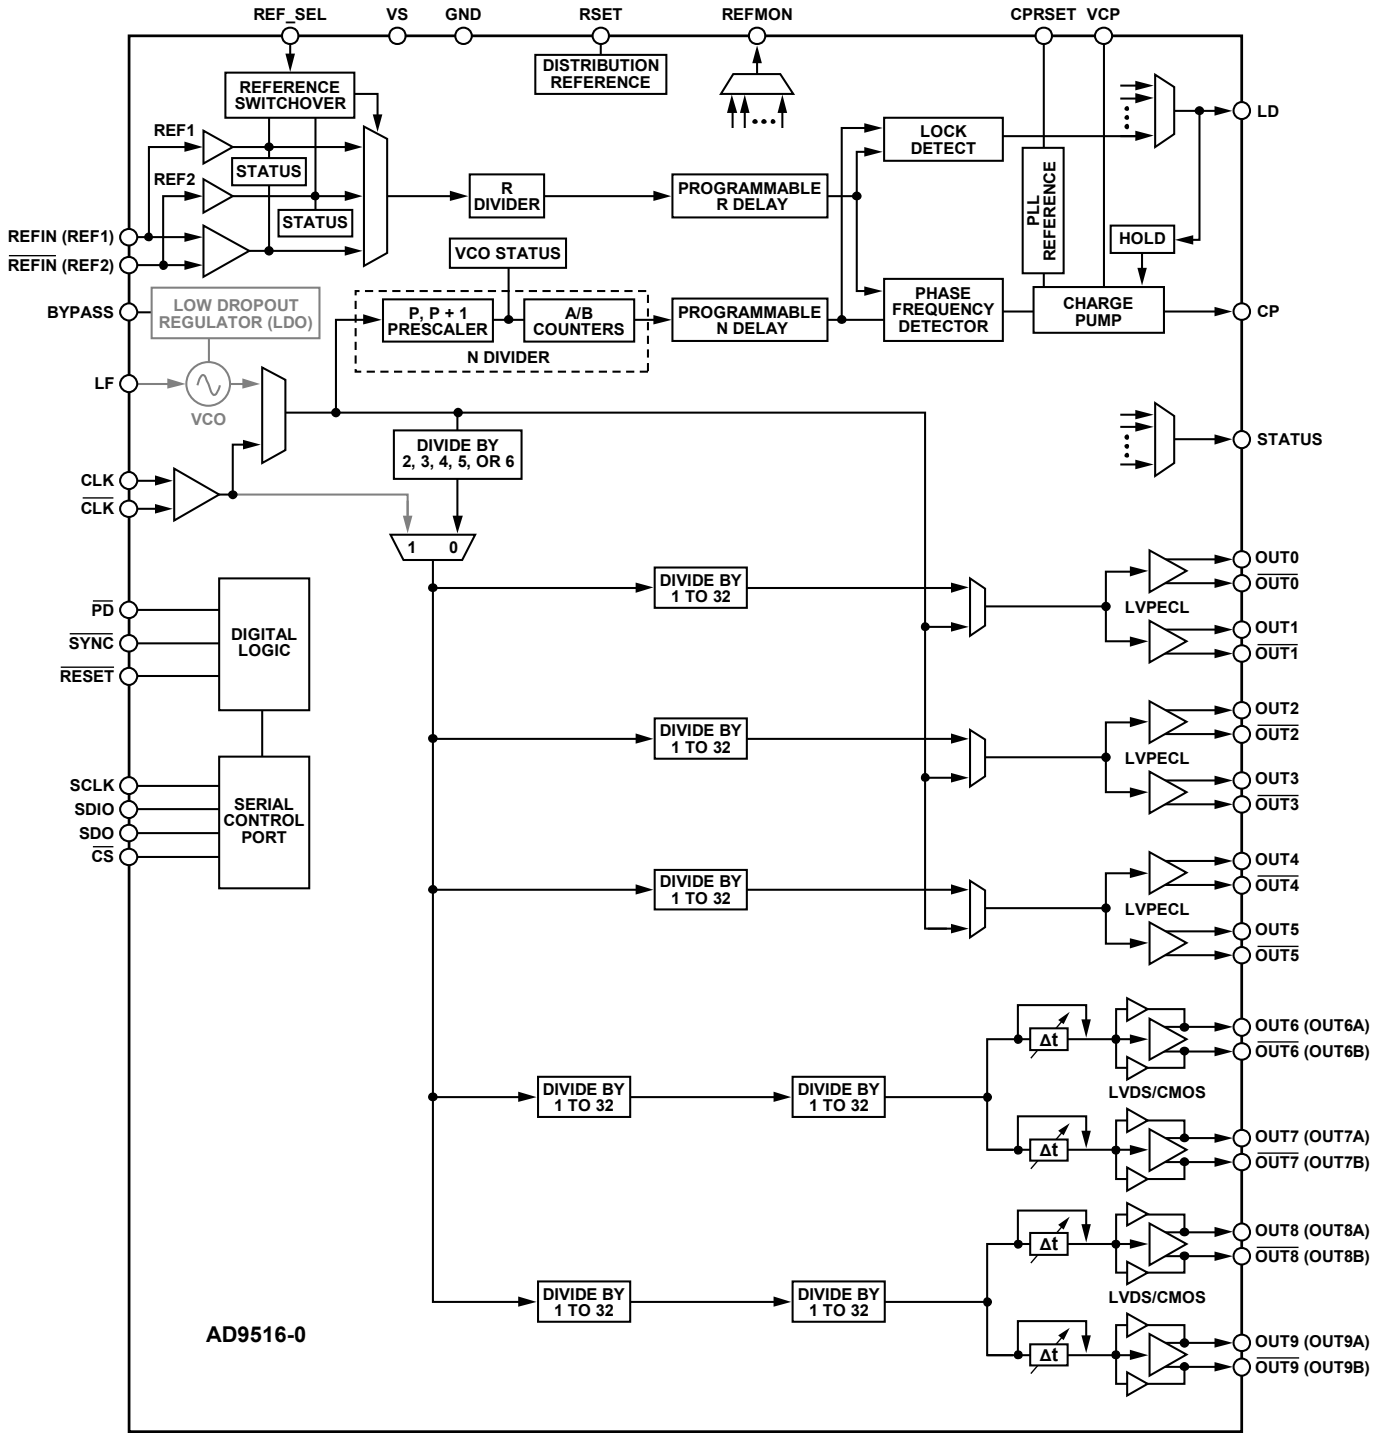 REF_SEL
VS
GND
RSET
REFMON
CPRSET
VCP
DISTRIBUTION
REFERENCE
REFERENCE
SWITCHOVER
REF1
STATUS
REF2
STATUS
REFIN (REF1)
REFIN (REF2)
BYPASS
LF
CLK
CLK
R
DIVIDER
PROGRAMMABLE
R DELAY
LOCK
DETECT
PLL
REFERENCE
LD
HOLD
VCO STATUS
LOW DROPOUT
REGULATOR (LDO)
P, P + 1
PRESCALER
A/B
COUNTERS
N DIVIDER
PROGRAMMABLE
N DELAY
PHASE
FREQUENCY
DETECTOR
CHARGE
PUMP
CP
VCO
STATUS
DIVIDE BY
2, 3, 4, 5, OR 6
1 0
PD
SYNC
RESET
DIGITAL
LOGIC
SCLK
SDIO
SDO
CS
SERIAL
CONTROL
PORT
DIVIDE BY
1 TO 32
LVPECL
OUT0
OUT0
OUT1
OUT1
DIVIDE BY
1 TO 32
LVPECL
OUT2
OUT2
OUT3
OUT3
DIVIDE BY
1 TO 32
LVPECL
OUT4
OUT4
OUT5
OUT5
DIVIDE BY
1 TO 32
DIVIDE BY
1 TO 32
Δt
OUT6 (OUT6A)
OUT6 (OUT6B)
LVDS/CMOS
Δt
OUT7 (OUT7A)
OUT7 (OUT7B)
DIVIDE BY
1 TO 32
DIVIDE BY
1 TO 32
Δt
OUT8 (OUT8A)
OUT8 (OUT8B)
LVDS/CMOS
Δt
OUT9 (OUT9A)
OUT9 (OUT9B)
AD9516-0